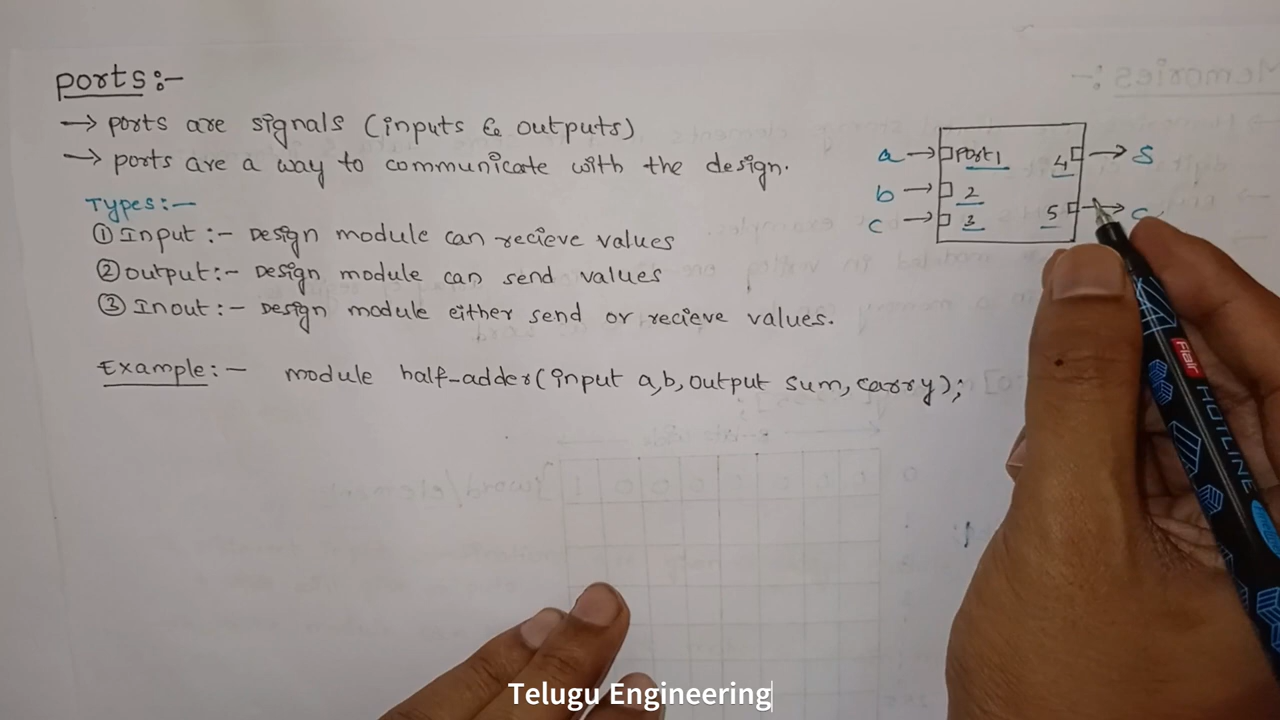 Ports:-
→ Ports are signals (inputs & outputs)
→ Ports are a way to communicate with the design.
Types:-
① Input :- Design module can recieve values
② Output:- Design module can send values
③ Inout :- Design module either send or recieve values.
Example:- module half-adder(input a,b, output sum, carry);
a → Port1 4 → S
b → 2
c → 3 5 → C
Flair HOTLINE
Telugu Engineering